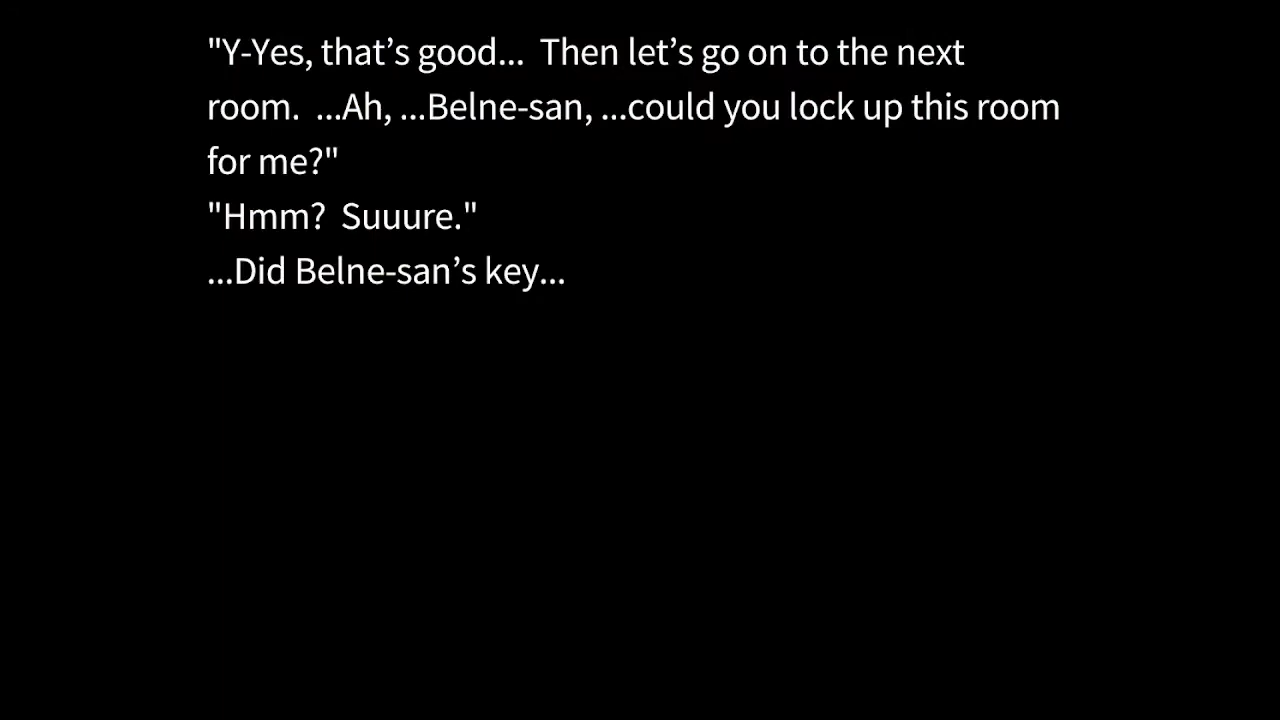 "Y-Yes, that’s good...  Then let’s go on to the next
room.  ...Ah, ...Belne-san, ...could you lock up this room
for me?"
"Hmm?  Suuure."
...Did Belne-san’s key...